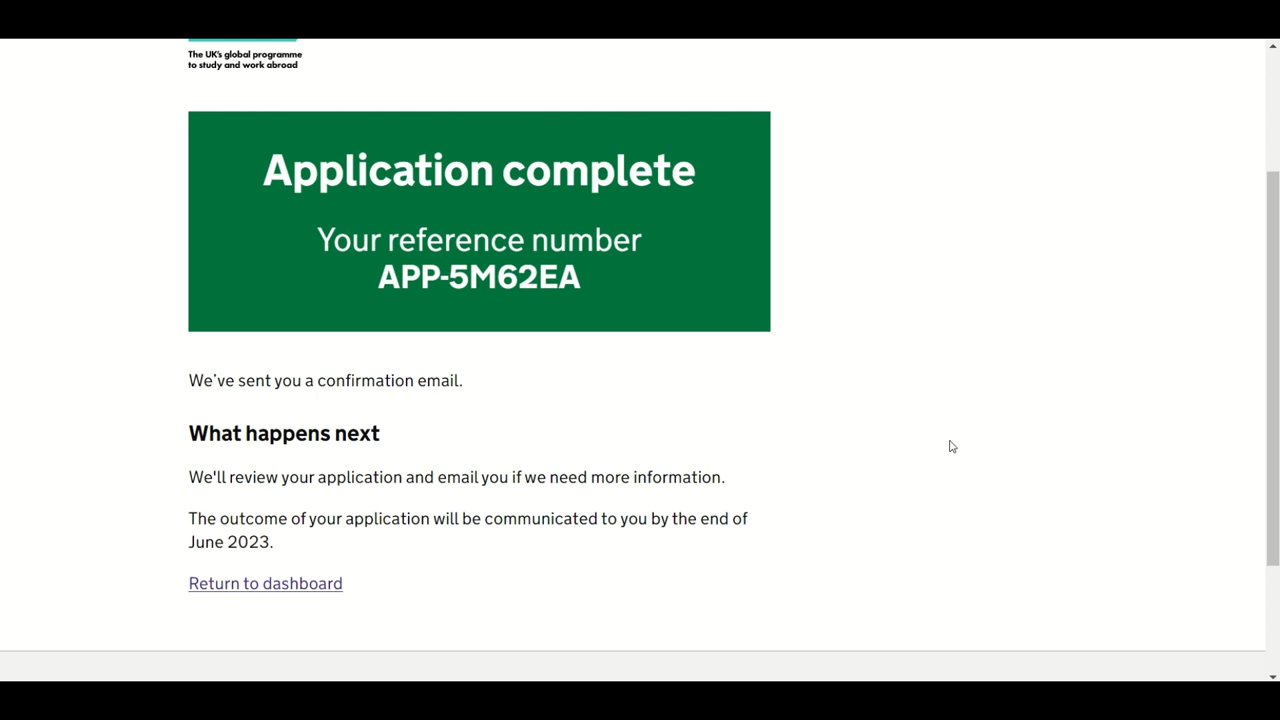 The UK's global programme
to study and work abroad
Application complete
Your reference number
APP-5M62EA
We've sent you a confirmation email.
What happens next
We'll review your application and email you if we need more information.
The outcome of your application will be communicated to you by the end of
June 2023.
Return to dashboard